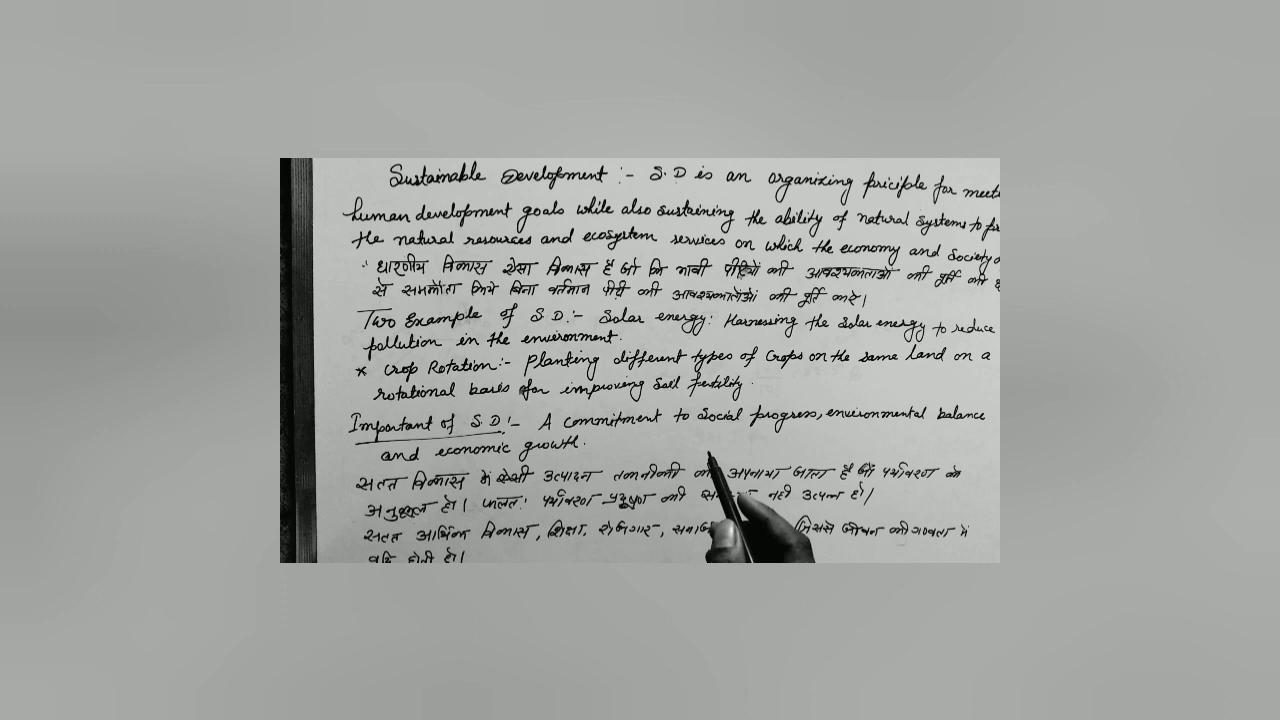 Sustainable Development :- S.D is an organizing priciple for meet
human development goals while also sustaining the ability of natural systems to
the natural resources and ecosystem services on which the economy and Society
धारणीय विकास ऐसा विकास है जो कि भावी पीढ़ियों की आवश्यकताओं की पूर्ति की
से समझौता किये बिना वर्तमान पीढ़ी की आवश्यकताओं की पूर्ति करे।
Two Example of S.D:- Solar energy: Harnessing the Solar energy to reduce
pollution in the environment.
* Crop Rotation:- Planting different types of Crops on the same land on a
rotational basis for improving Soil fertility.
Important of S.D:- A commitment to Social progress, environmental balance
and economic growth.
सतत विकास में ऐसी उत्पादन तकनीकी को अपनाया जाता है जो पर्यावरण के
अनुकूल हो। फलत: पर्यावरण प्रदूषण की नही उत्पन्न हो।
सतत आर्थिक विकास, शिक्षा, रोजगार, जिससे जीवन की गुणवता में
वृद्धि होती हो।